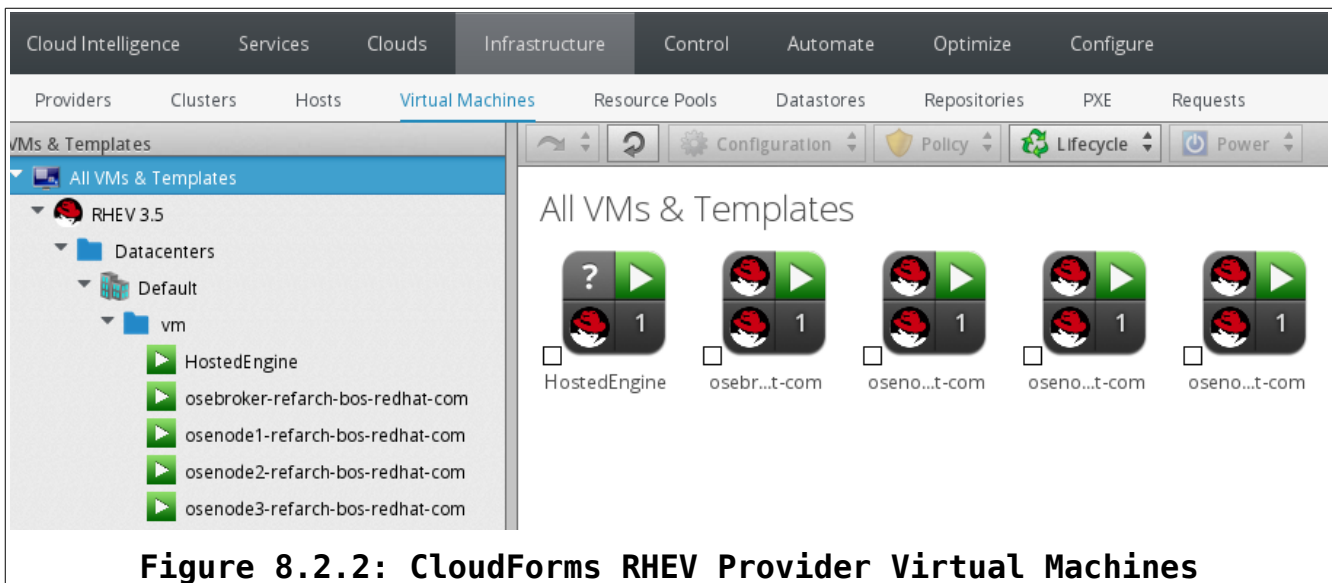 Cloud Intelligence Services Clouds Infrastructure Control Automate Optimize Configure
Providers Clusters Hosts Virtual Machines Resource Pools Datastores Repositories PXE Requests
VMs & Templates
Configuration Policy Lifecycle Power
All VMs & Templates
RHEV 3.5
Datacenters
Default
vm
HostedEngine
osebroker-refarch-bos-redhat-com
osenode1-refarch-bos-redhat-com
osenode2-refarch-bos-redhat-com
osenode3-refarch-bos-redhat-com
All VMs & Templates
?
1 1 1 1 1
HostedEngine osebr...t-com oseno...t-com oseno...t-com oseno...t-com
Figure 8.2.2: CloudForms RHEV Provider Virtual Machines